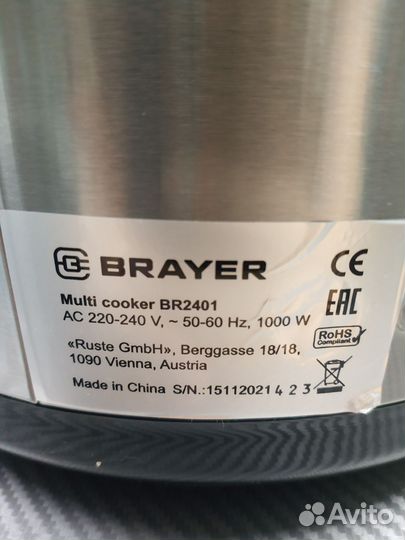 BRAYER
CE
Multi cooker BR2401
AC 220-240 V, ~ 50-60 Hz, 1000 W
EAC
«Ruste GmbH», Berggasse 18/18,
1090 Vienna, Austria
RoHS
Compliant
Made in China S/N.:15112021 4 2 3
Avito